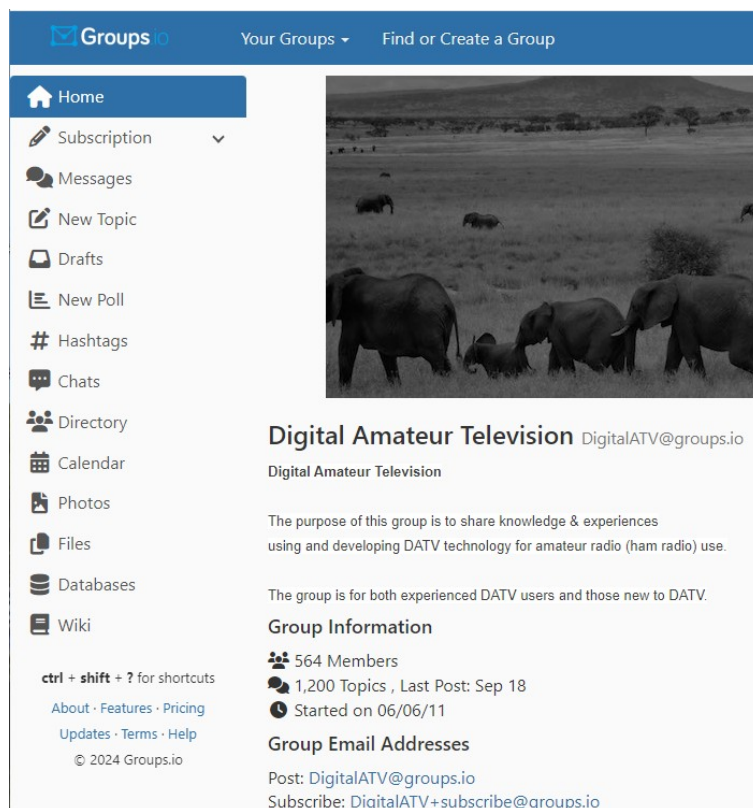 Groups.io
Your Groups
Find or Create a Group
Home
Subscription
Messages
New Topic
Drafts
New Poll
Hashtags
Chats
Directory
Calendar
Photos
Files
Databases
Wiki
ctrl + shift + ? for shortcuts
About · Features · Pricing
Updates · Terms · Help
© 2024 Groups.io
Digital Amateur Television DigitalATV@groups.io
Digital Amateur Television
The purpose of this group is to share knowledge & experiences
using and developing DATV technology for amateur radio (ham radio) use.
The group is for both experienced DATV users and those new to DATV.
Group Information
564 Members
1,200 Topics , Last Post: Sep 18
Started on 06/06/11
Group Email Addresses
Post: DigitalATV@groups.io
Subscribe: DigitalATV+subscribe@groups.io